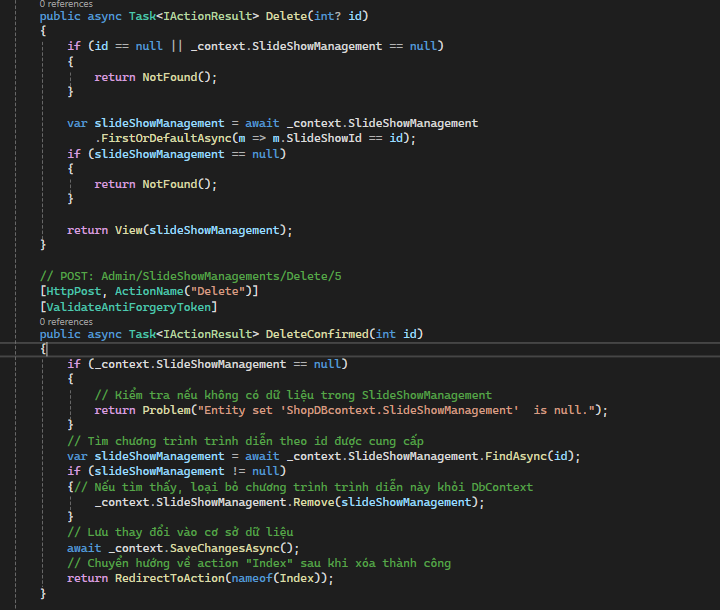 0 references
public async Task<IActionResult> Delete(int? id)
{
if (id == null || _context.SlideShowManagement == null)
{
return NotFound();
}
var slideShowManagement = await _context.SlideShowManagement
.FirstOrDefaultAsync(m => m.SlideShowId == id);
if (slideShowManagement == null)
{
return NotFound();
}
return View(slideShowManagement);
}
// POST: Admin/SlideShowManagements/Delete/5
[HttpPost, ActionName("Delete")]
[ValidateAntiForgeryToken]
0 references
public async Task<IActionResult> DeleteConfirmed(int id)
{
if (_context.SlideShowManagement == null)
{
// Kiểm tra nếu không có dữ liệu trong SlideShowManagement
return Problem("Entity set 'ShopDBcontext.SlideShowManagement'  is null.");
}
// Tìm chương trình trình diễn theo id được cung cấp
var slideShowManagement = await _context.SlideShowManagement.FindAsync(id);
if (slideShowManagement != null)
{// Nếu tìm thấy, loại bỏ chương trình trình diễn này khỏi DbContext
_context.SlideShowManagement.Remove(slideShowManagement);
}
// Lưu thay đổi vào cơ sở dữ liệu
await _context.SaveChangesAsync();
// Chuyển hướng về action "Index" sau khi xóa thành công
return RedirectToAction(nameof(Index));
}